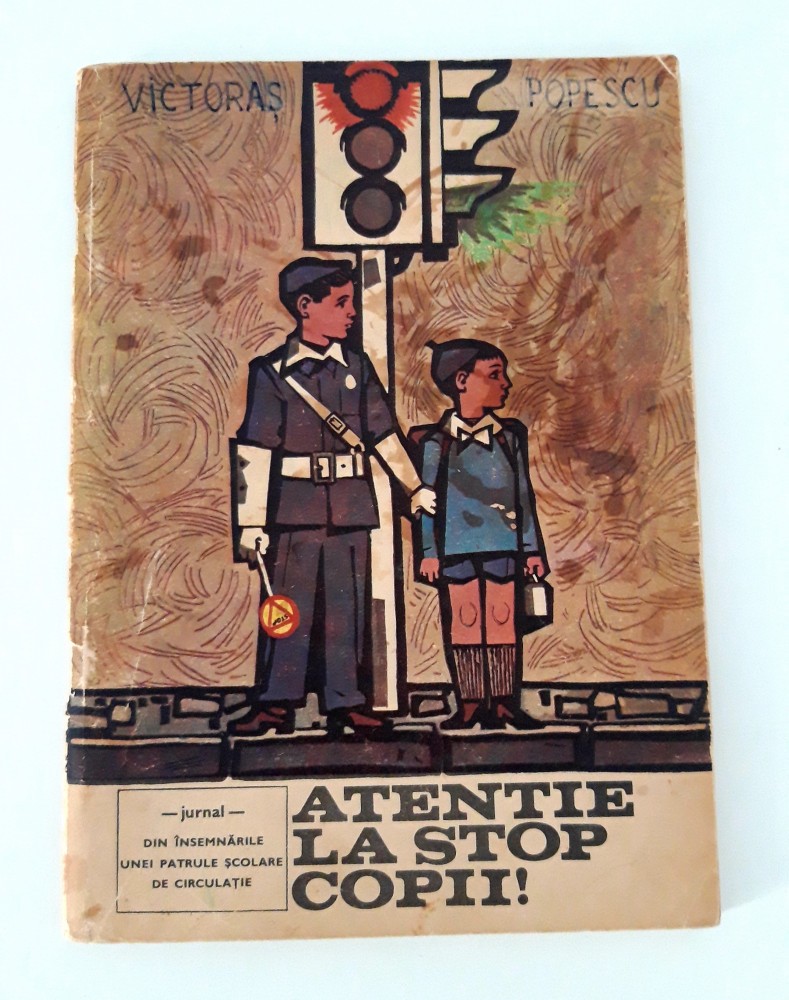 VICTORAȘ POPESCU
— jurnal —
DIN ÎNSEMNĂRILE
UNEI PATRULE ȘCOLARE
DE CIRCULAȚIE
ATENTIE
LA STOP
COPII!